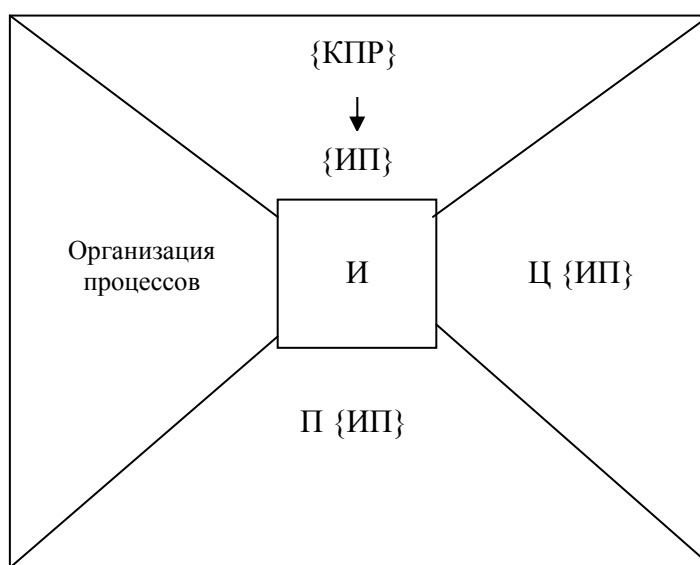 {КПР}
{ИП}
Организация
процессов
И
Ц {ИП}
П {ИП}